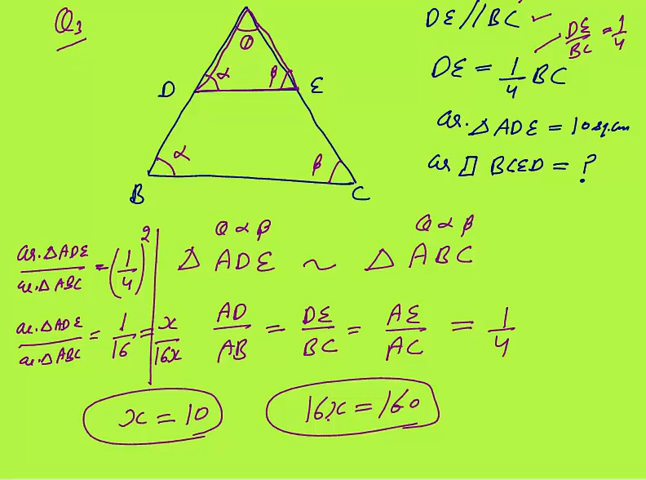 Q3
DE//BC ✓
DE/BC = 1/4
DE = 1/4 BC
ar. △ ADE = 10 sq.cm
ar ▯ BCED = ?
θ
D α β E
α β
B C
ar. △ADE / ar. △ABC = (1/4)²
θ α β θ α β
△ ADE ~ △ ABC
ar. △ADE / ar. △ABC = 1/16 = x/16x
AD/AB = DE/BC = AE/AC = 1/4
x = 10
16x = 160